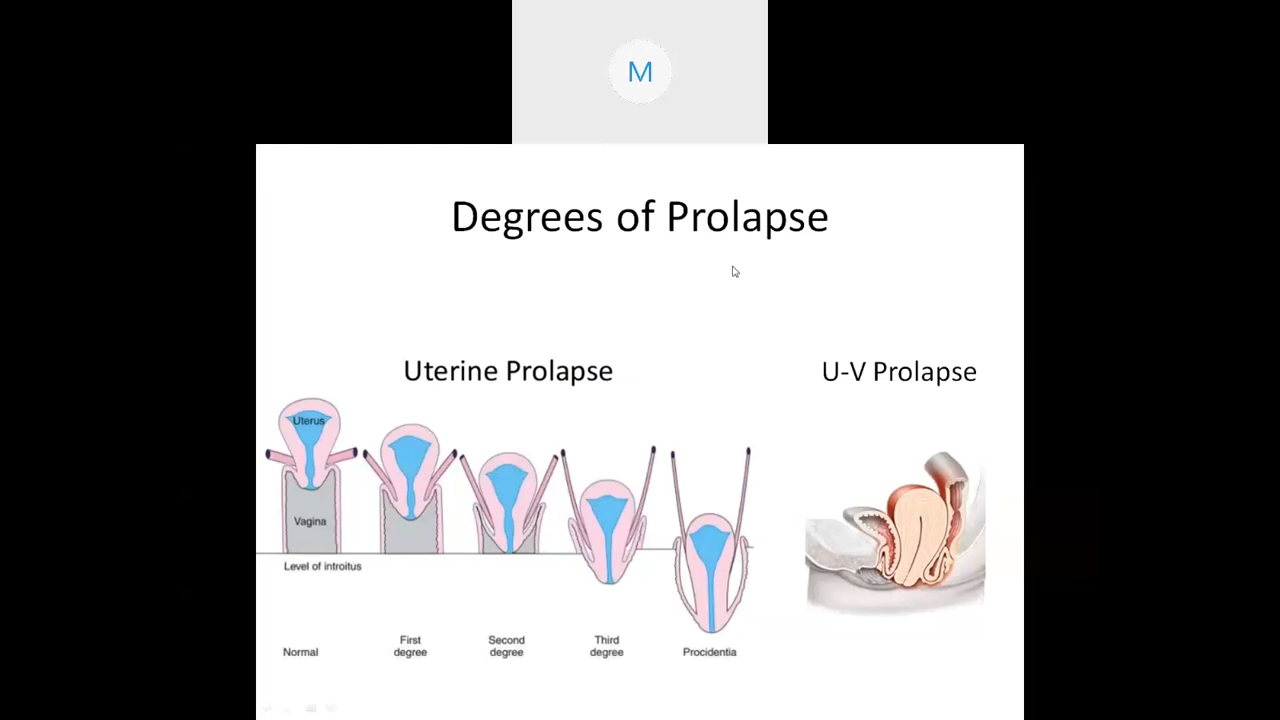 M
Degrees of Prolapse
Uterine Prolapse
U-V Prolapse
Uterus
Vagina
Level of introitus
Normal
First
degree
Second
degree
Third
degree
Procidentia